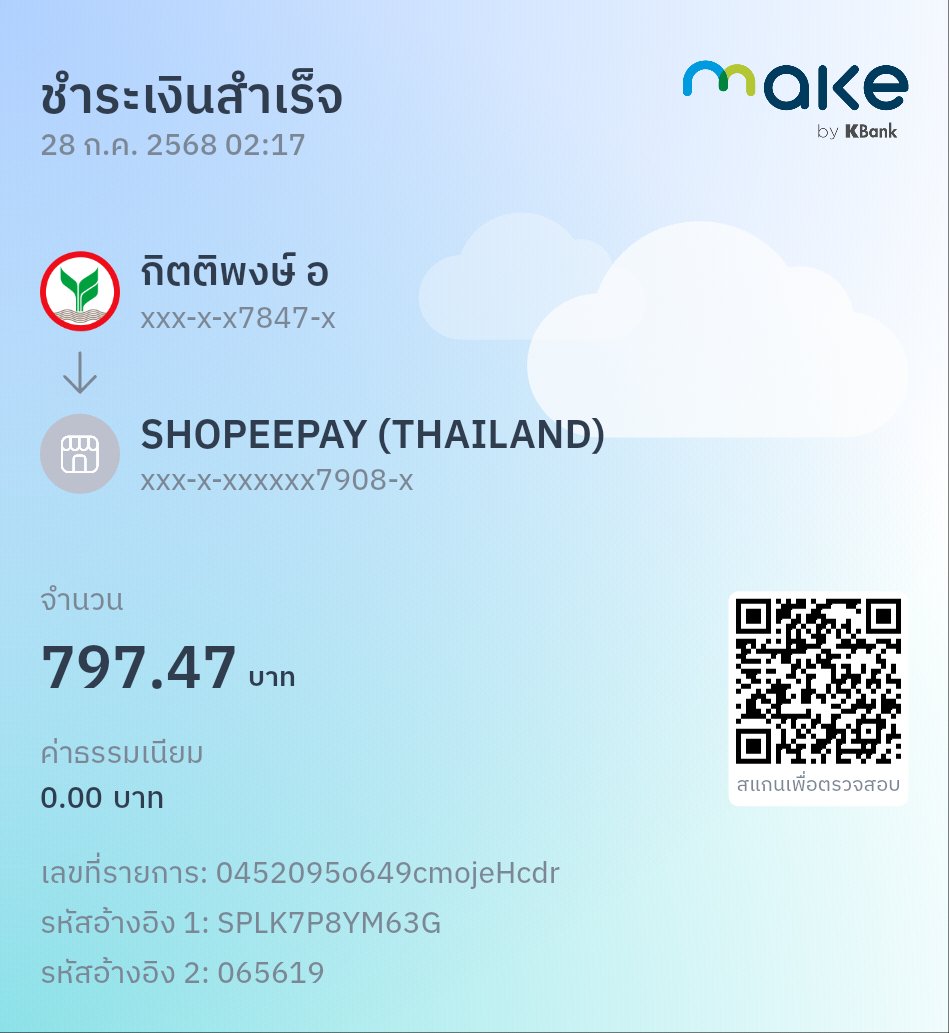 ชำระเงินสำเร็จ
28 ก.ค. 2568 02:17
make
by KBank
กิตติพงษ์ อ
xxx-x-x7847-x
SHOPEEPAY (THAILAND)
xxx-x-xxxxxx7908-x
จำนวน
797.47 บาท
ค่าธรรมเนียม
0.00 บาท
สแกนเพื่อตรวจสอบ
เลขที่รายการ: 0452095o649cmojeHcdr
รหัสอ้างอิง 1: SPLK7P8YM63G
รหัสอ้างอิง 2: 065619